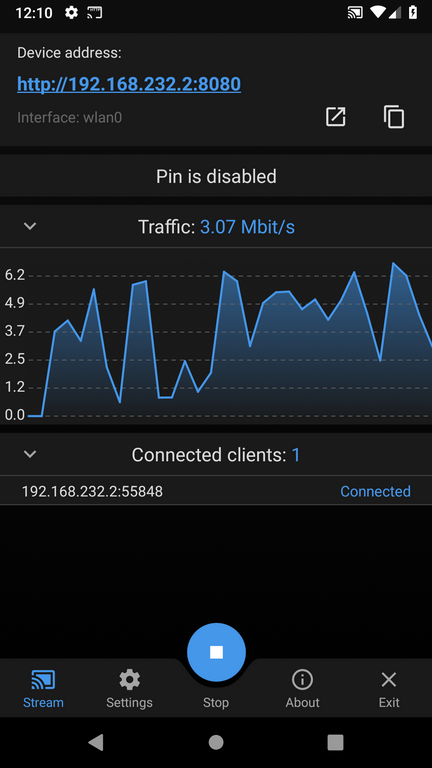 12:10
Device address:
http://192.168.232.2:8080
Interface: wlan0
Pin is disabled
Traffic: 3.07 Mbit/s
6.2
4.9
3.7
2.5
1.2
0.0
Connected clients: 1
192.168.232.2:55848 Connected
Stream Settings Stop About Exit